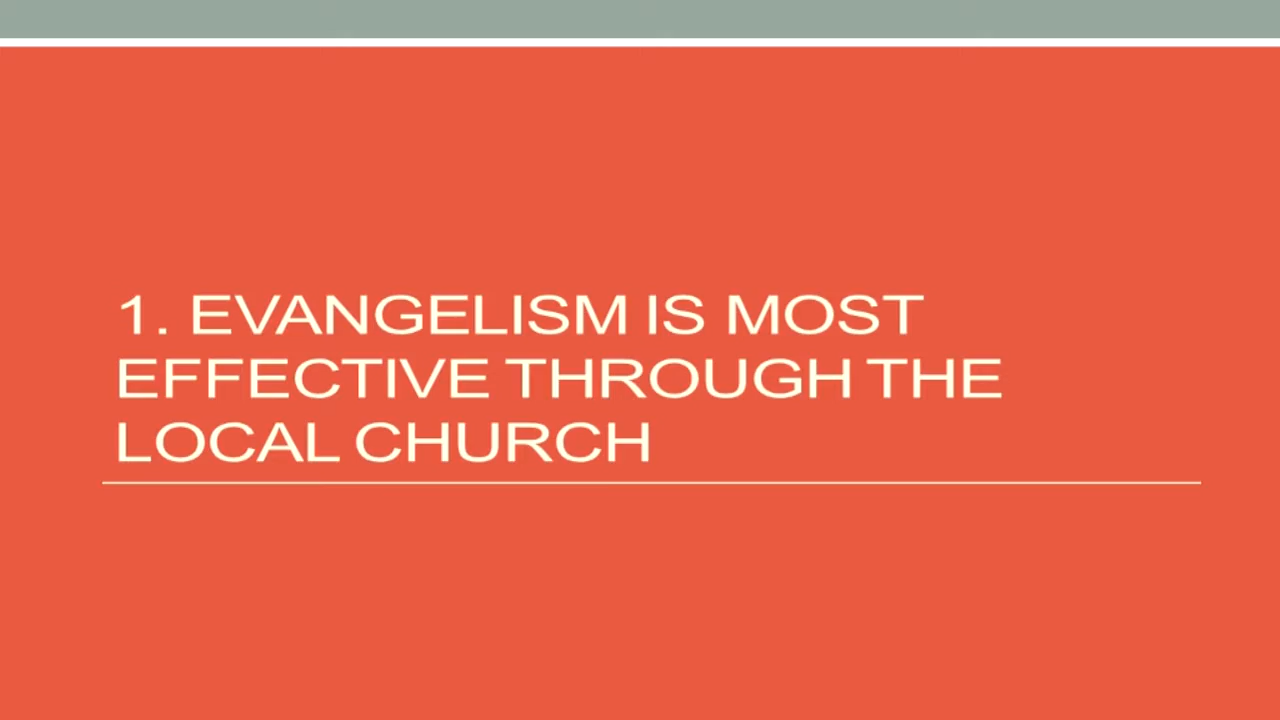 1. EVANGELISM IS MOST
EFFECTIVE THROUGH THE
LOCAL CHURCH